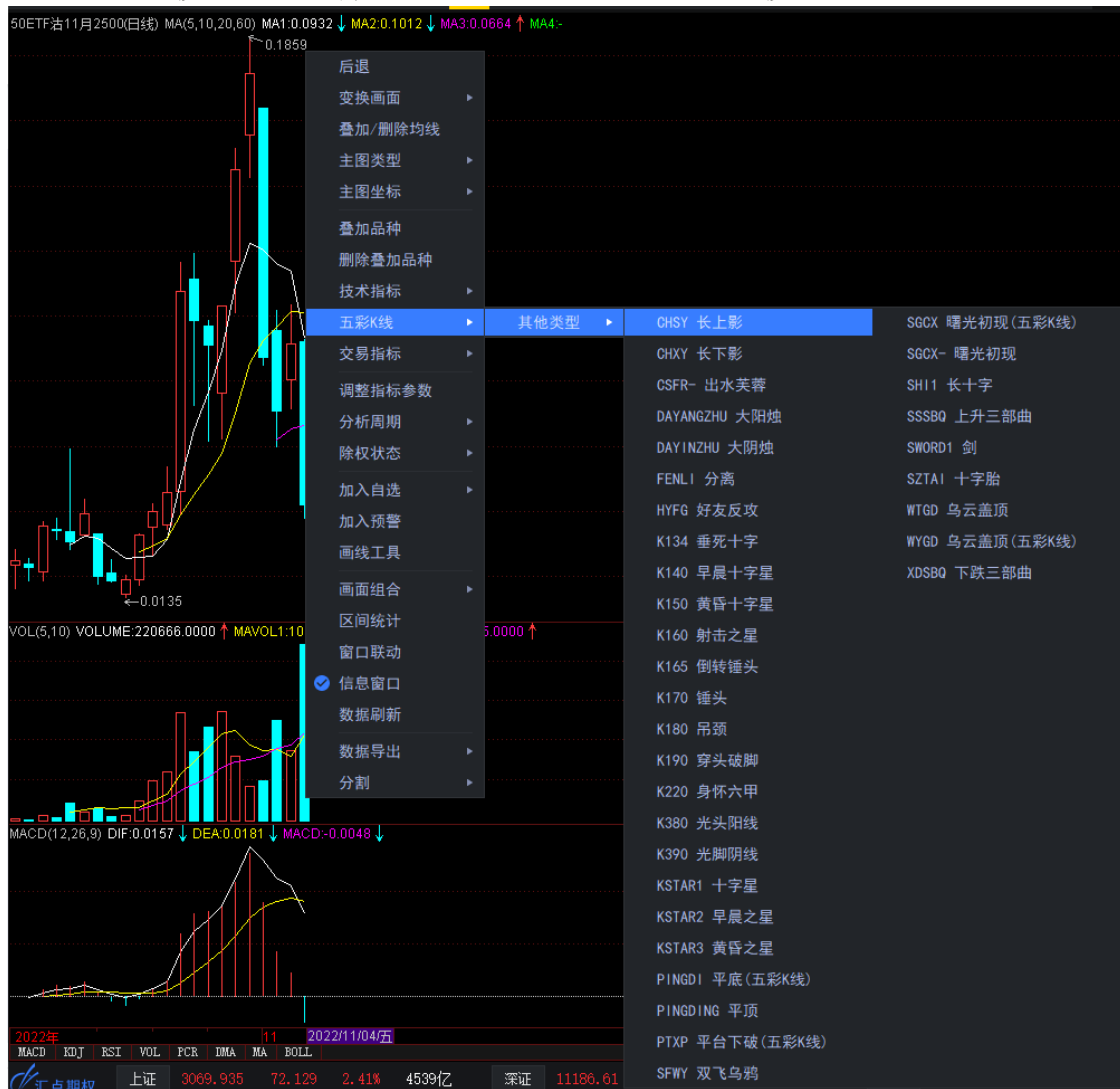 50ETF沽11月2500(日线) MA(5,10,20,60) MA1:0.0932 ↓ MA2:0.1012 ↓ MA3:0.0664 ↑ MA4:-
0.1859
后退
变换画面
叠加/删除均线
主图类型
主图坐标
叠加品种
删除叠加品种
技术指标
五彩K线
交易指标
调整指标参数
分析周期
除权状态
加入自选
加入预警
画线工具
画面组合
区间统计
窗口联动
信息窗口
数据刷新
数据导出
分割
其他类型
CHSY 长上影
CHXY 长下影
CSFR- 出水芙蓉
DAYANGZHU 大阳烛
DAYINZHU 大阴烛
FENLI 分离
HYFG 好友反攻
K134 垂死十字
K140 早晨十字星
K150 黄昏十字星
K160 射击之星
K165 倒转锤头
K170 锤头
K180 吊颈
K190 穿头破脚
K220 身怀六甲
K380 光头阳线
K390 光脚阴线
KSTAR1 十字星
KSTAR2 早晨之星
KSTAR3 黄昏之星
PINGDI 平底(五彩K线)
PINGDING 平顶
PTXP 平台下破(五彩K线)
SFWY 双飞乌鸦
SGCX 曙光初现(五彩K线)
SGCX- 曙光初现
SHI1 长十字
SSSBQ 上升三部曲
SWORD1 剑
SZTAI 十字胎
WTGD 乌云盖顶
WYGD 乌云盖顶(五彩K线)
XDSBQ 下跌三部曲
0.0135
VOL(5,10) VOLUME:220666.0000 ↑ MAVOL1:10 5.0000 ↑
MACD(12,26,9) DIF:0.0157 ↓ DEA:0.0181 ↓ MACD:-0.0048 ↓
2022年 11 2022/11/04/五
MACD KDJ RSI VOL PCR DMA MA BOLL
汇点期权 上证 3069.935 72.129 2.41% 4539亿 深证 11186.61